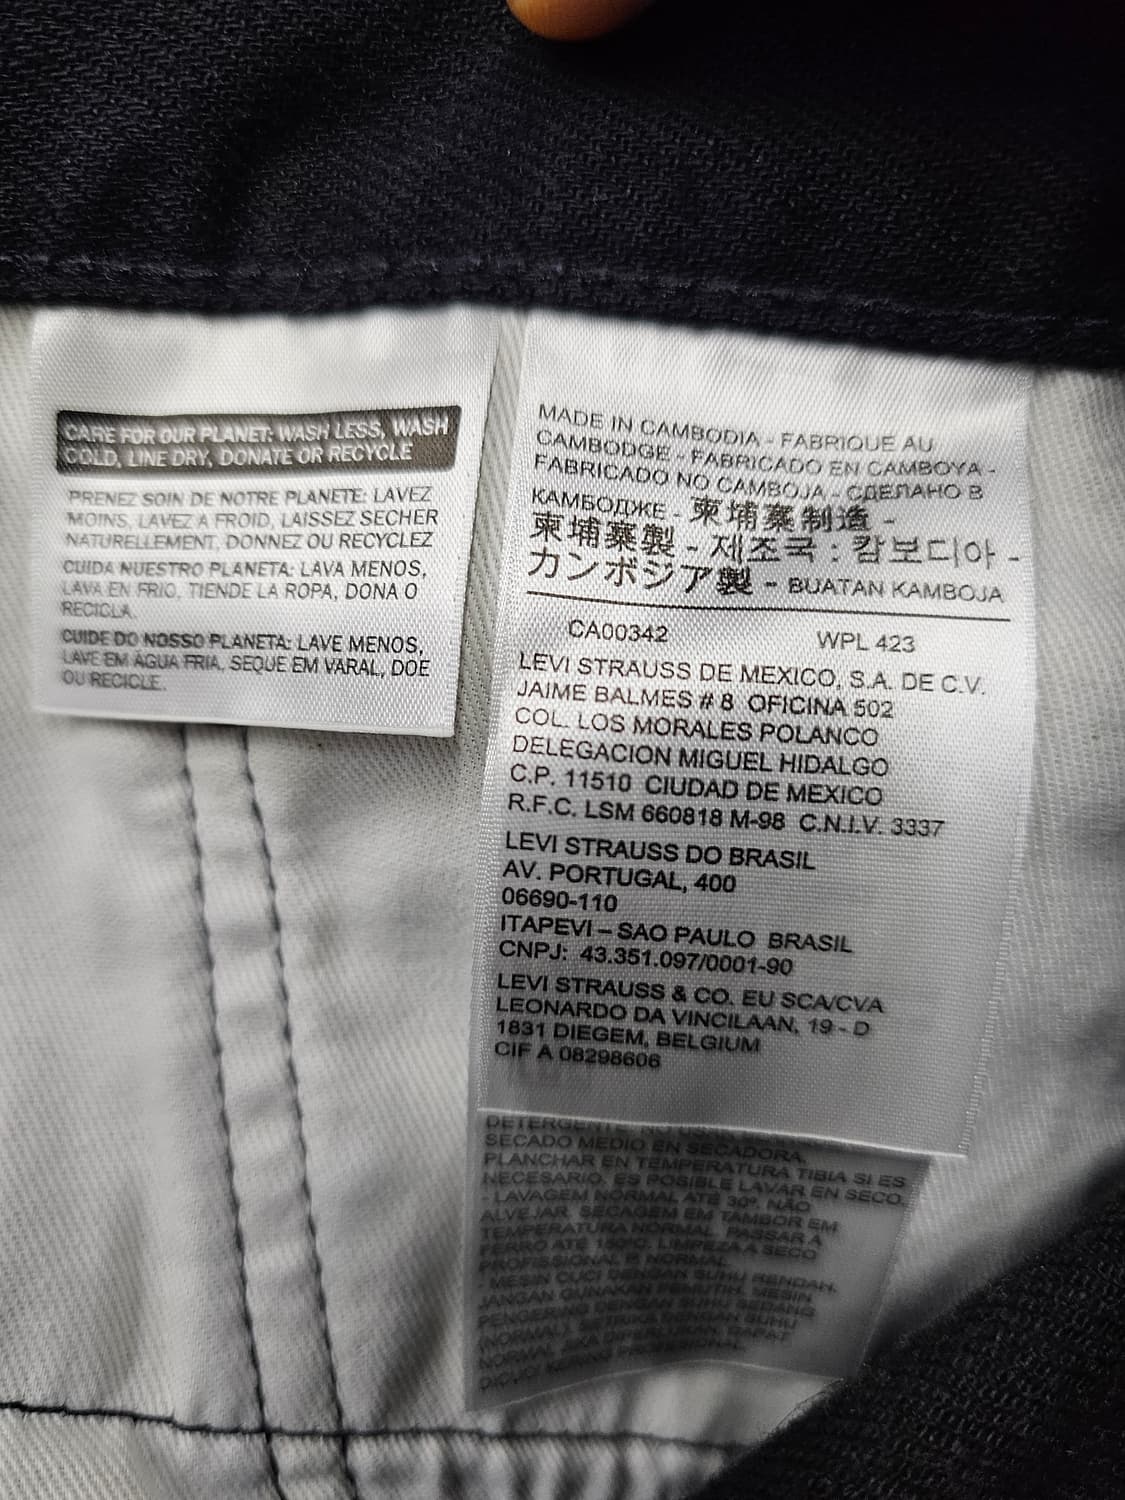 CARE FOR OUR PLANET: WASH LESS, WASH
COLD, LINE DRY, DONATE OR RECYCLE
PRENEZ SOIN DE NOTRE PLANETE: LAVEZ
MOINS, LAVEZ A FROID, LAISSEZ SECHER
NATURELLEMENT, DONNEZ OU RECYCLEZ
CUIDA NUESTRO PLANETA: LAVA MENOS,
LAVA EN FRIO, TIENDE LA ROPA, DONA O
RECICLA.
CUIDE DO NOSSO PLANETA: LAVE MENOS,
LAVE EM ÁGUA FRIA, SEQUE EM VARAL, DOE
OU RECICLE.
MADE IN CAMBODIA - FABRIQUE AU
CAMBODGE - FABRICADO EN CAMBOYA -
FABRICADO NO CAMBOJA - СДЕЛАНО В
КАМБОДЖЕ - 柬埔寨制造 -
柬埔寨製 - 제조국 : 캄보디아 -
カンボジア製 - BUATAN KAMBOJA
CA00342 WPL 423
LEVI STRAUSS DE MEXICO, S.A. DE C.V.
JAIME BALMES # 8 OFICINA 502
COL. LOS MORALES POLANCO
DELEGACION MIGUEL HIDALGO
C.P. 11510 CIUDAD DE MEXICO
R.F.C. LSM 660818 M-98 C.N.I.V. 3337
LEVI STRAUSS DO BRASIL
AV. PORTUGAL, 400
06690-110
ITAPEVI – SAO PAULO BRASIL
CNPJ: 43.351.097/0001-90
LEVI STRAUSS & CO. EU SCA/CVA
LEONARDO DA VINCILAAN, 19 - D
1831 DIEGEM, BELGIUM
CIF A 08298606
DETERGENTE. NO
SECADO MEDIO EN SECADORA.
PLANCHAR EN TEMPERATURA TIBIA SI ES
NECESARIO. ES POSIBLE LAVAR EN SECO.
- LAVAGEM NORMAL ATÉ 30º. NÃO
ALVEJAR. SECAGEM EM TAMBOR EM
TEMPERATURA NORMAL. PASSAR A
FERRO ATÉ 150ºC. LIMPEZA A SECO
PROFISSIONAL P NORMAL.
- MESIN CUCI DENGAN SUHU RENDAH.
JANGAN GUNAKAN PEMUTIH. MESIN
PENGERING DENGAN SUHU SEDANG
(NORMAL). SETRIKA DENGAN SUHU
NORMAL JIKA DIPERLUKAN. DAPAT